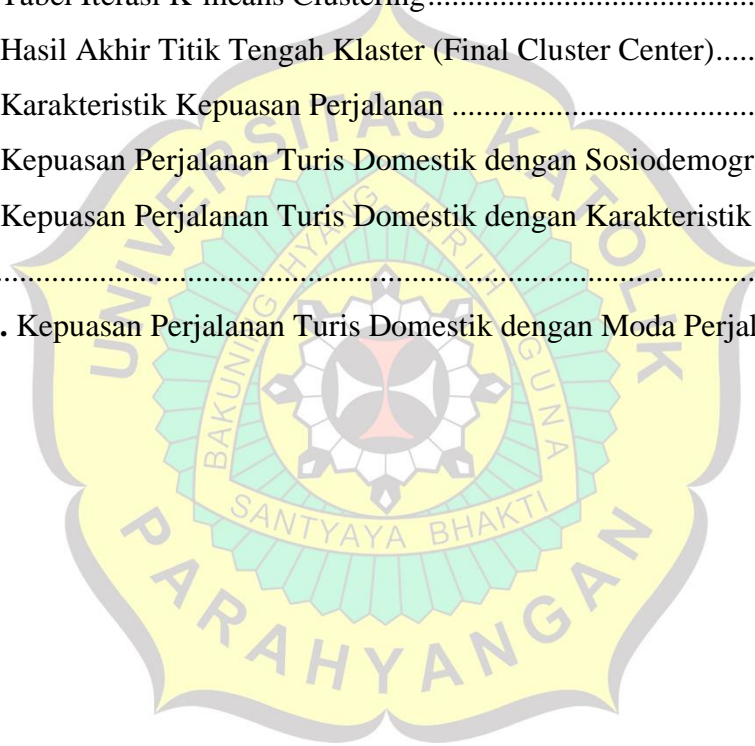 Tabel Iterasi K-means Clustering
Hasil Akhir Titik Tengah Klaster (Final Cluster Center)
Karakteristik Kepuasan Perjalanan
Kepuasan Perjalanan Turis Domestik dengan
Kepuasan Perjalanan Turis Domestik dengan Karakteristik
. Kepuasan Perjalanan Turis Domestik dengan Moda
UNIVERSITAS KATOLIK
PARAHYANGAN
BAKUNING HYANG MRIH GUNA
SANTYAYA BHAKTI